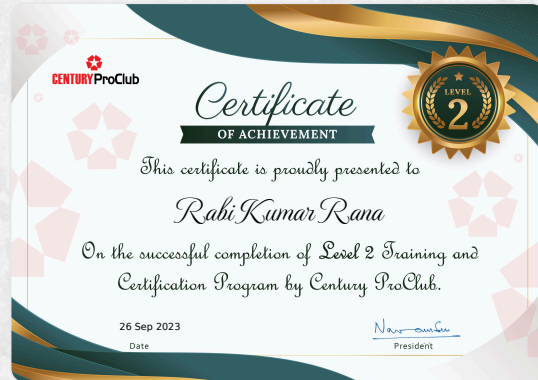 CENTURY ProClub
LEVEL
2
Certificate
OF ACHIEVEMENT
This certificate is proudly presented to
Rabi Kumar Rana
On the successful completion of Level 2 Training and
Certification Program by Century ProClub.
26 Sep 2023
Date
President